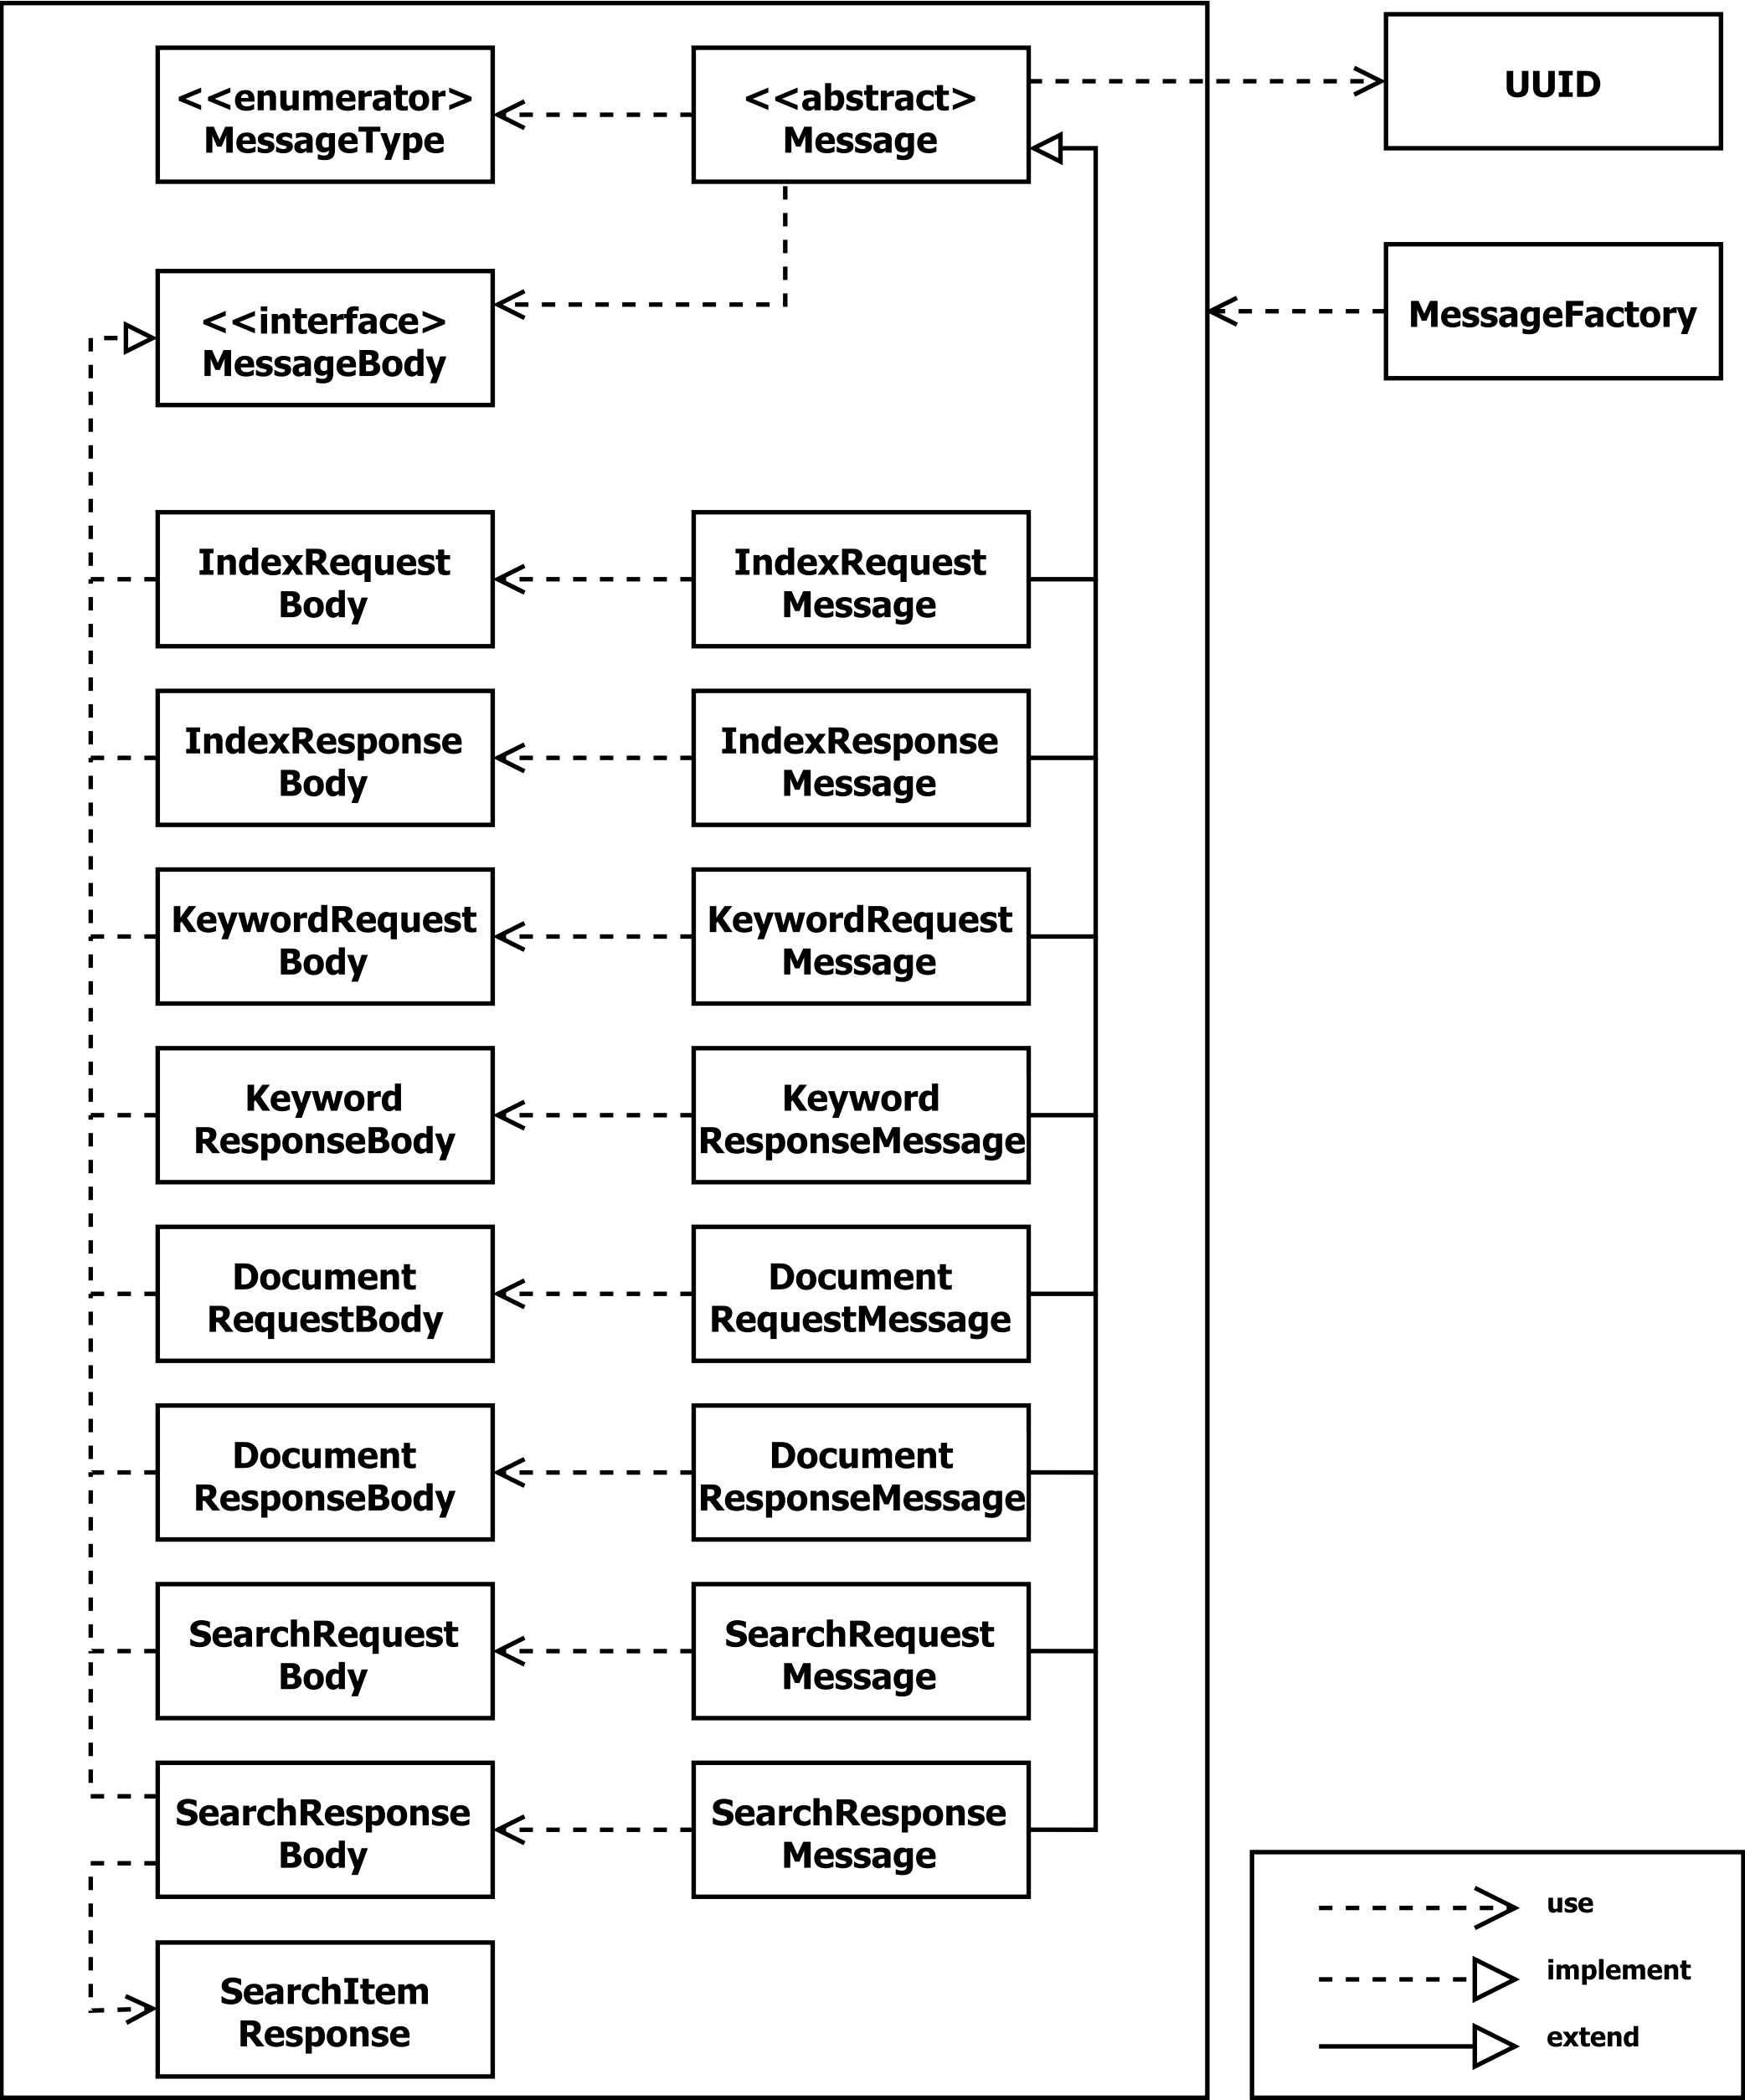 <<enumerator>
MessageType
<<abstract>
Message
UUID
<<interface>
MessageBody
MessageFactory
IndexRequest
Body
IndexRequest
Message
IndexResponse
Body
IndexResponse
Message
KeywordRequest
Body
KeywordRequest
Message
Keyword
ResponseBody
Keyword
ResponseMessage
Document
RequestBody
Document
RequestMessage
Document
ResponseBody
Document
ResponseMessage
SearchRequest
Body
SearchRequest
Message
SearchResponse
Body
SearchResponse
Message
SearchItem
Response
use
implement
extend